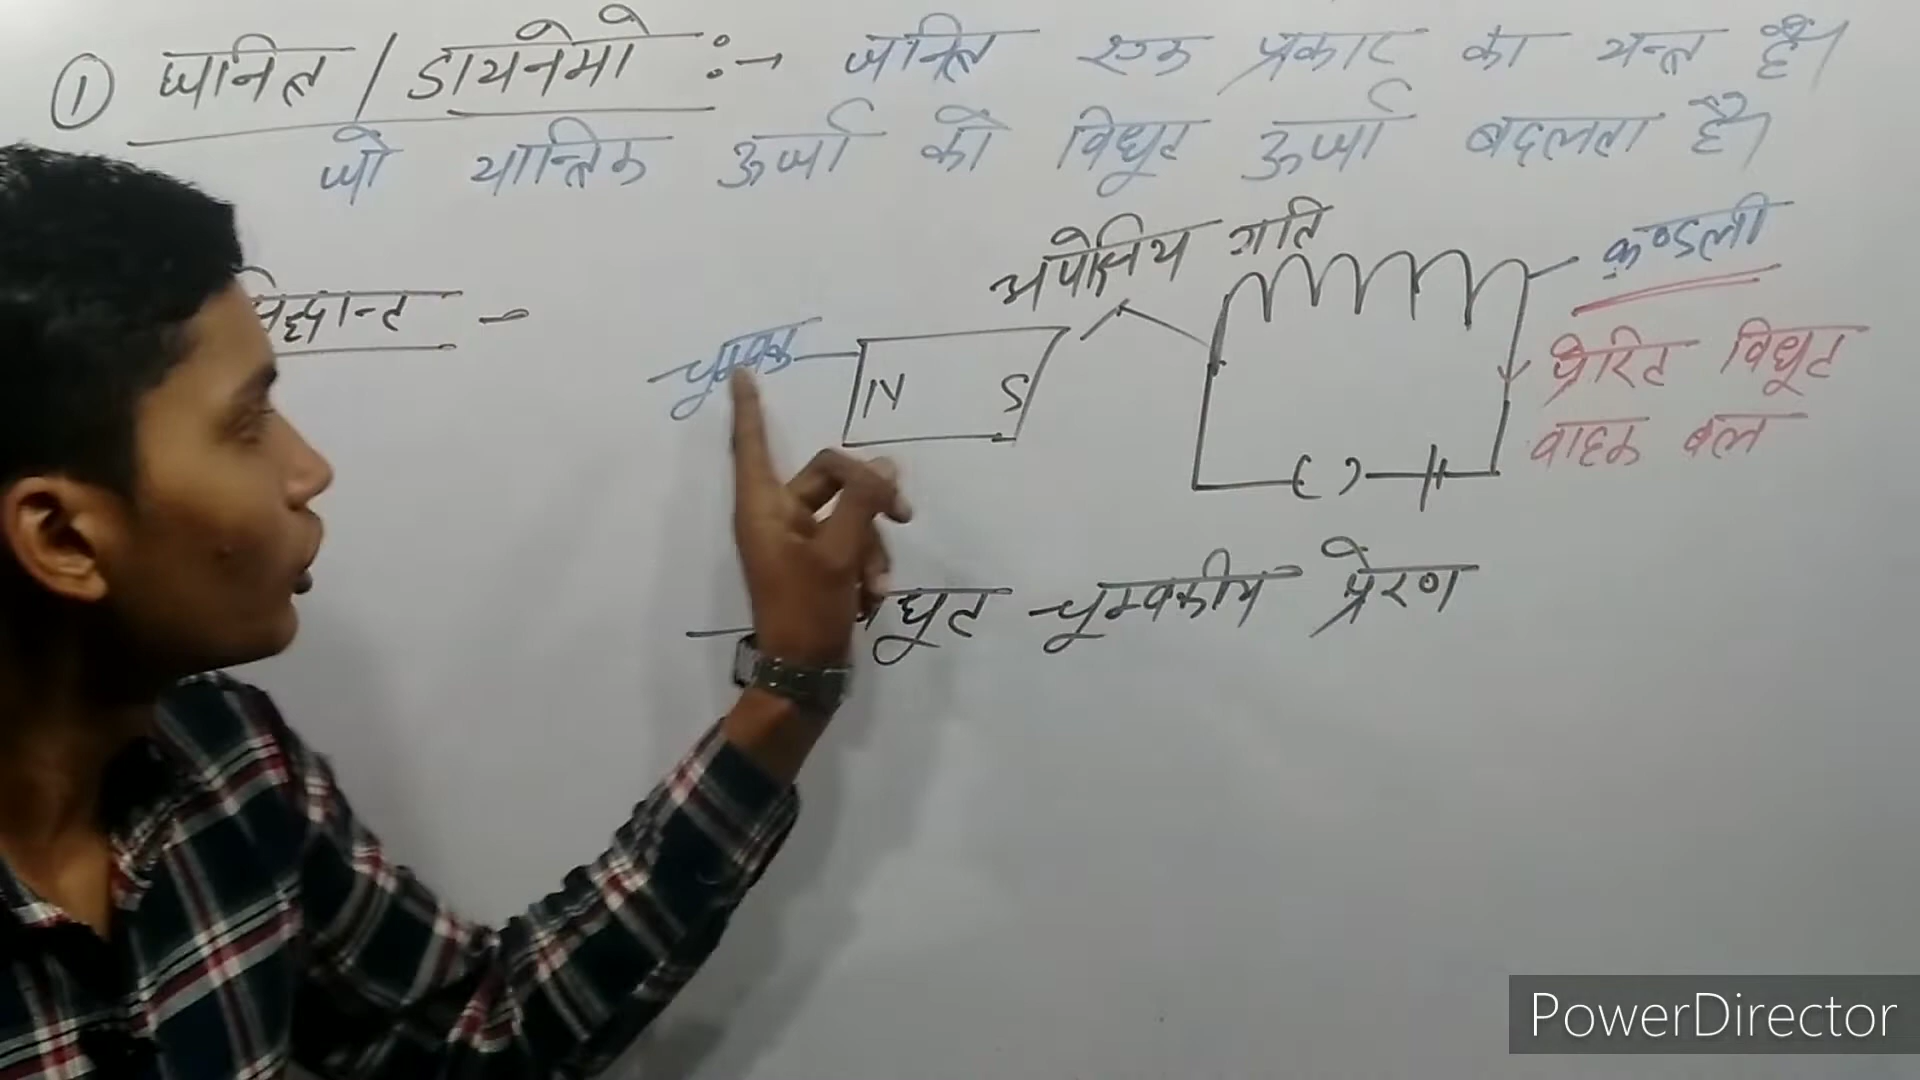 ① जनित्र / डायनेमो :→ जनित्र एक प्रकार का यन्त्र है।
जो यान्त्रिक ऊर्जा को विधूट ऊर्जा बदलता है।
सिद्धान्ट -
अपेक्षिय गति
कुण्डली
चूम्बक
N S
प्रेरिट विधूट
वाहक बल
विधूट चूम्बकीय प्रेरण
PowerDirector